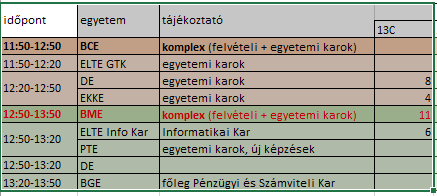 időpont egyetem tájékoztató
13C
11:50-12:50 BCE komplex (felvételi + egyetemi karok)
11:50-12:20 ELTE GTK egyetemi karok
12:20-12:50 DE egyetemi karok 8
EKKE egyetemi karok 4
12:50-13:50 BME komplex (felvételi + egyetemi karok) 11
12:50-13:20 ELTE Info Kar Informatikai Kar 6
PTE egyetemi karok, új képzések
12:50-13:20 DE
13:20-13:50 BGE főleg Pénzügyi és Számviteli Kar